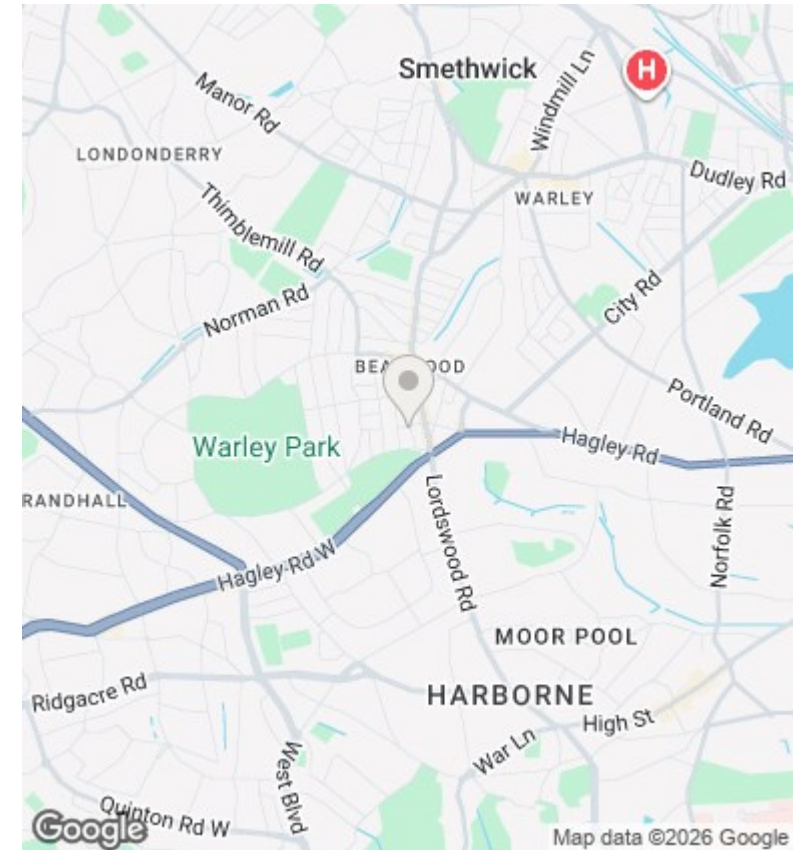 Smethwick
H
Manor Rd
Windmill Ln
LONDONDERRY
Dudley Rd
WARLEY
Thimblemill Rd
Norman Rd
City Rd
Portland Rd
Warley Park
Hagley Rd
RANDHALL
Lordswood Rd
Norfolk Rd
Hagley Rd W
MOOR POOL
Ridgacre Rd
HARBORNE
High St
War Ln
West Blvd
Quinton Rd W
Google
Map data ©2026 Google